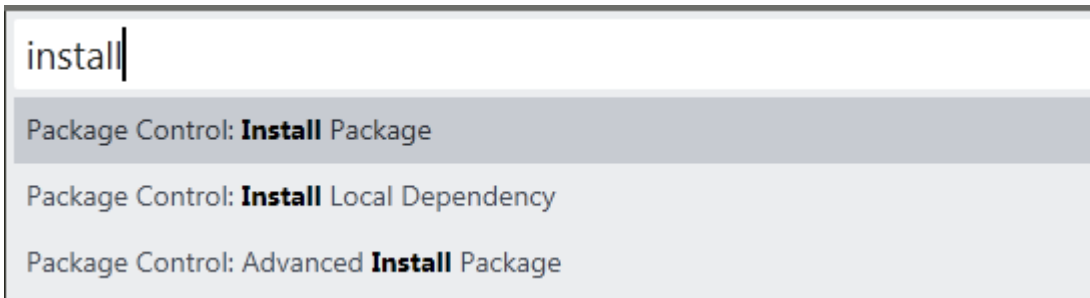 install
Package Control: Install Package
Package Control: Install Local Dependency
Package Control: Advanced Install Package